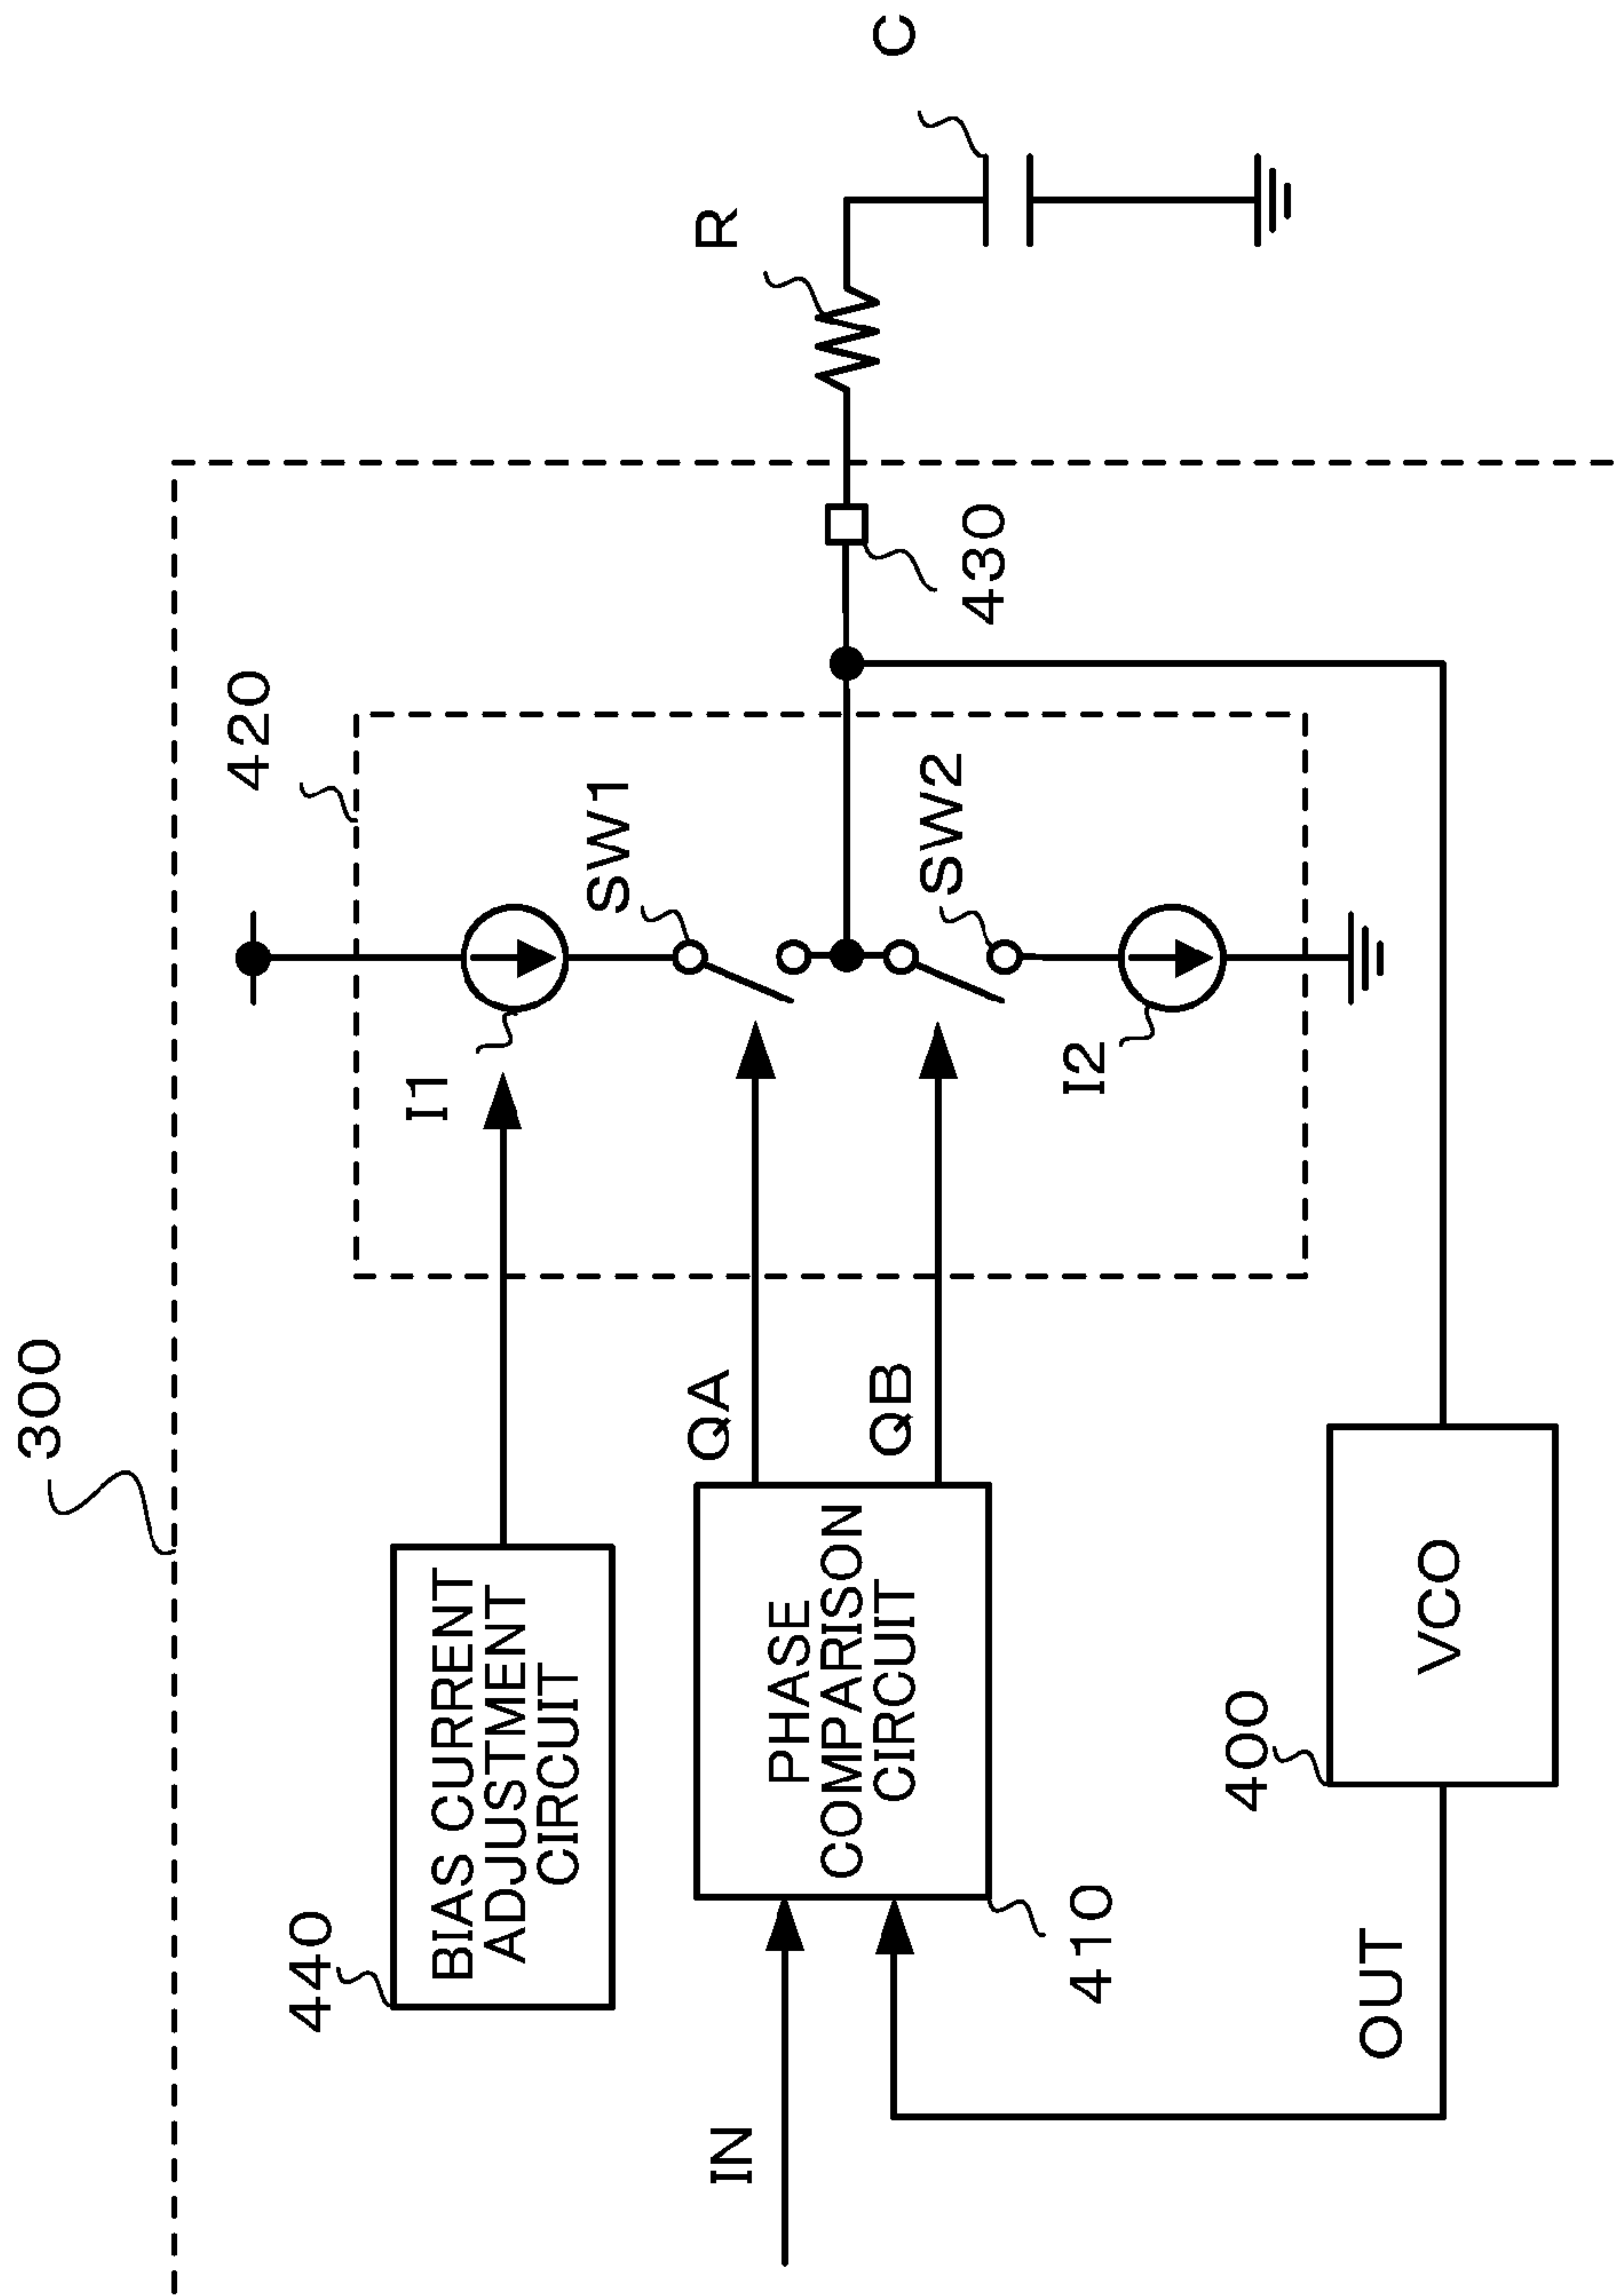 300
420
440
BIAS CURRENT
ADJUSTMENT
CIRCUIT
I1
SW1
R
C
IN
PHASE
COMPARISON
CIRCUIT
QA
QB
SW2
430
410
I2
OUT
400
VCO